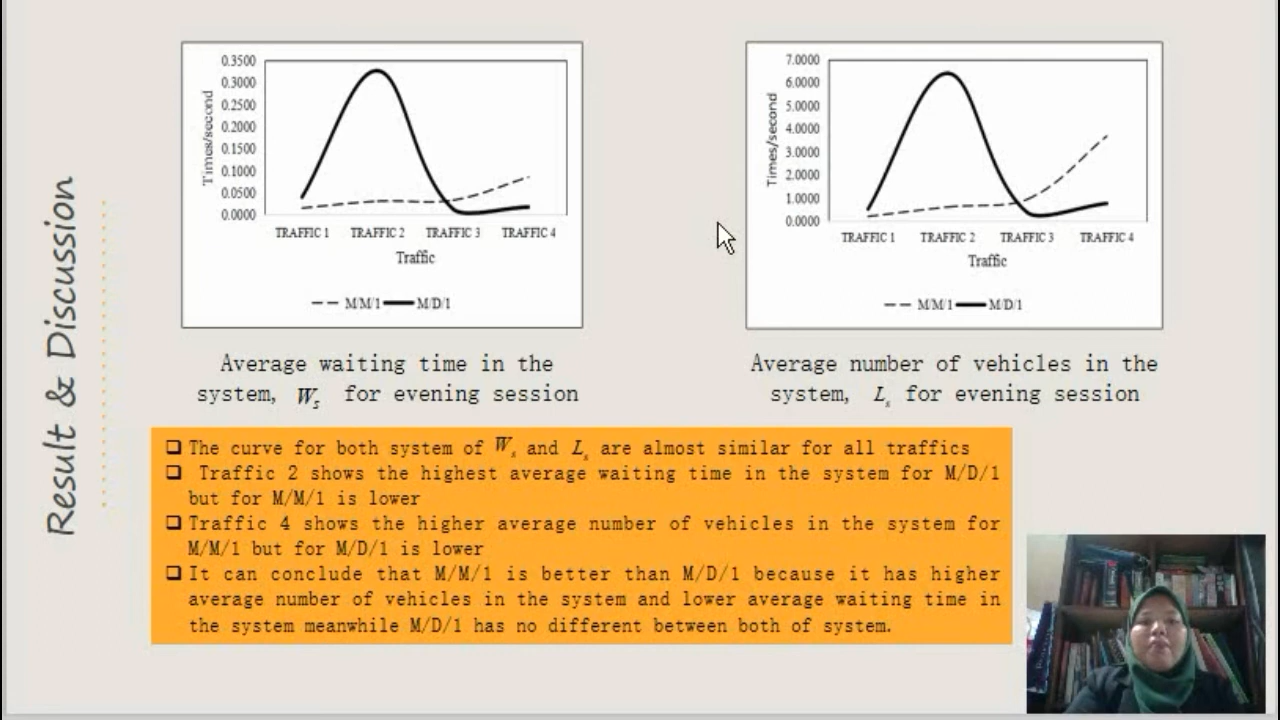 Result & Discussion
0.3500
0.3000
0.2500
0.2000
0.1500
0.1000
0.0500
0.0000
Times/second
TRAFFIC 1 TRAFFIC 2 TRAFFIC 3 TRAFFIC 4
Traffic
M/M/1 M/D/1
7.0000
6.0000
5.0000
4.0000
3.0000
2.0000
1.0000
0.0000
Times/second
TRAFFIC 1 TRAFFIC 2 TRAFFIC 3 TRAFFIC 4
Traffic
M/M/1 M/D/1
Average waiting time in the
system, Ws for evening session
Average number of vehicles in the
system, Ls for evening session
The curve for both system of Ws and Ls are almost similar for all traffics
Traffic 2 shows the highest average waiting time in the system for M/D/1
but for M/M/1 is lower
Traffic 4 shows the higher average number of vehicles in the system for
M/M/1 but for M/D/1 is lower
It can conclude that M/M/1 is better than M/D/1 because it has higher
average number of vehicles in the system and lower average waiting time in
the system meanwhile M/D/1 has no different between both of system.